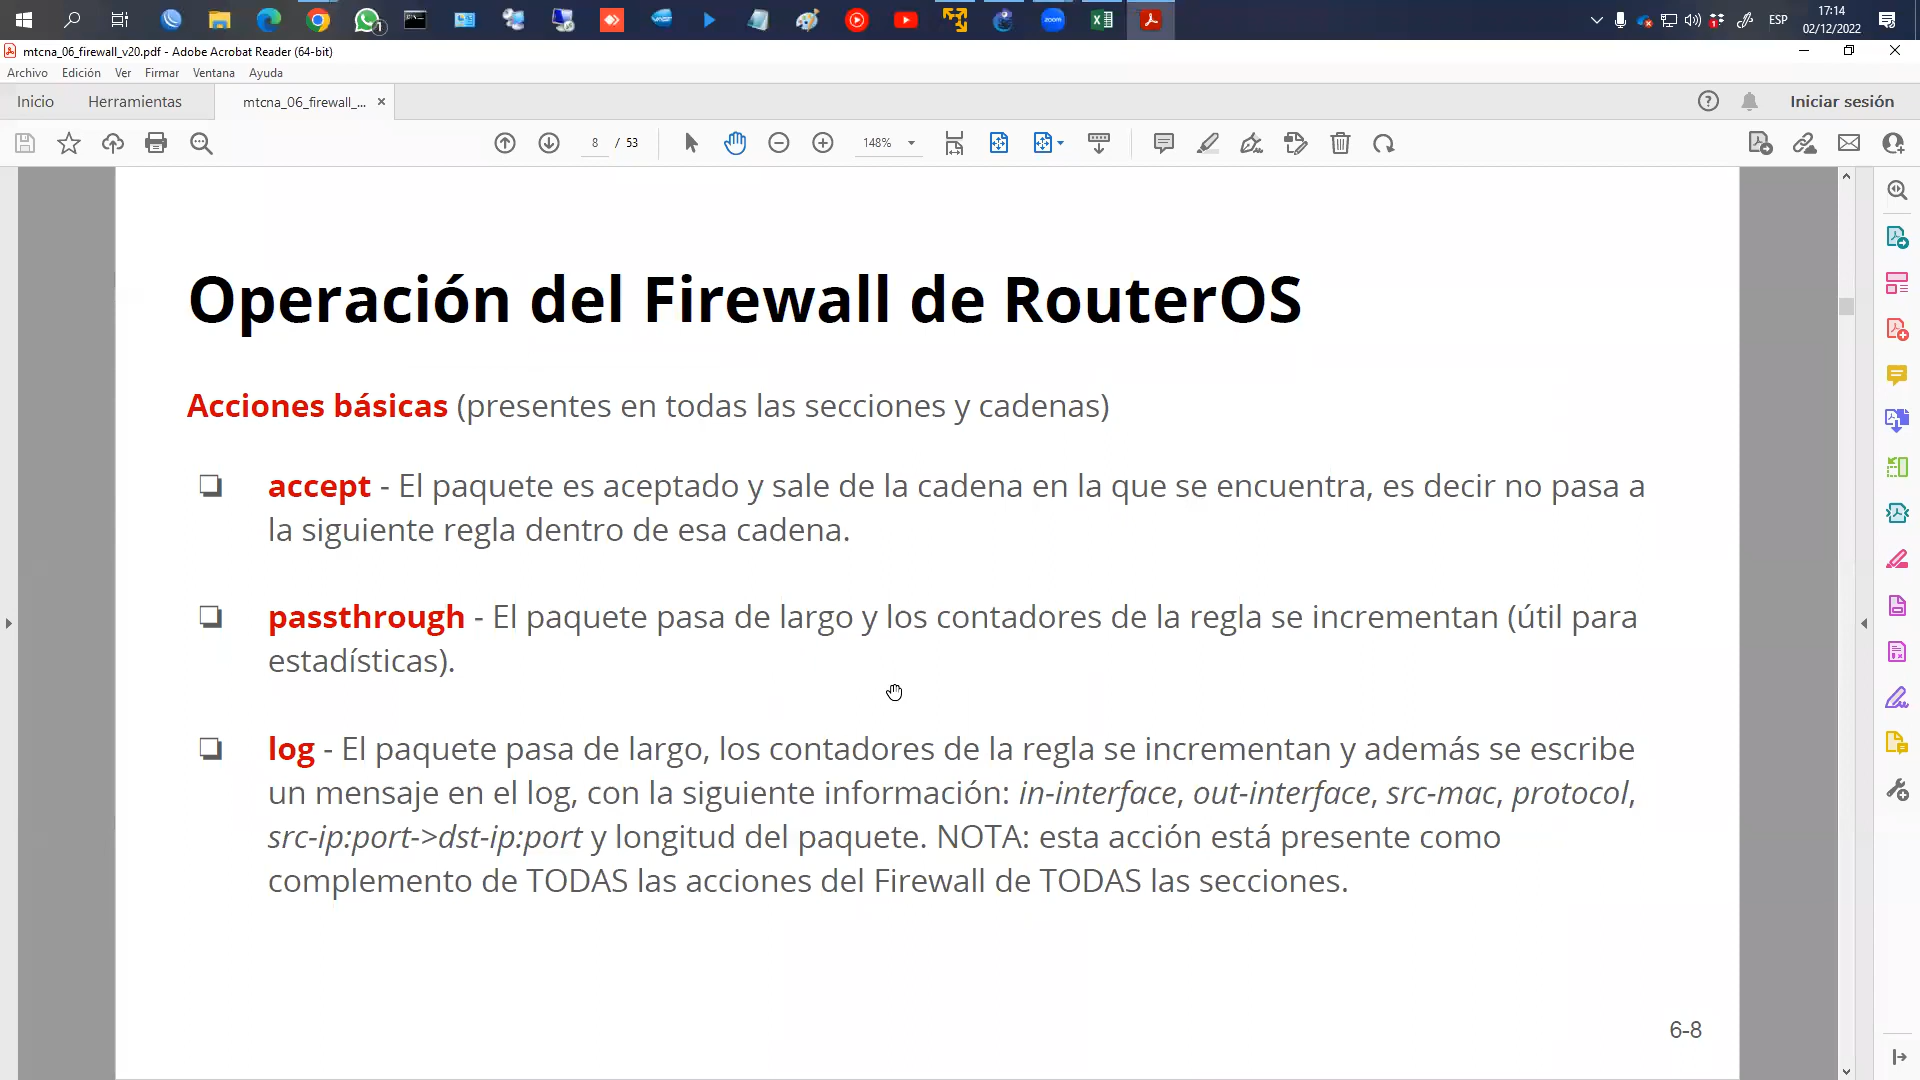 17:14
ESP
02/12/2022
mtcna_06_firewall_v20.pdf - Adobe Acrobat Reader (64-bit)
Archivo Edición Ver Firmar Ventana Ayuda
Inicio Herramientas mtcna_06_firewall_... × Iniciar sesión
8 / 53 148%
Operación del Firewall de RouterOS
Acciones básicas (presentes en todas las secciones y cadenas)
❏ accept - El paquete es aceptado y sale de la cadena en la que se encuentra, es decir no pasa a
la siguiente regla dentro de esa cadena.
❏ passthrough - El paquete pasa de largo y los contadores de la regla se incrementan (útil para
estadísticas).
❏ log - El paquete pasa de largo, los contadores de la regla se incrementan y además se escribe
un mensaje en el log, con la siguiente información: in-interface, out-interface, src-mac, protocol,
src-ip:port->dst-ip:port y longitud del paquete. NOTA: esta acción está presente como
complemento de TODAS las acciones del Firewall de TODAS las secciones.
6-8